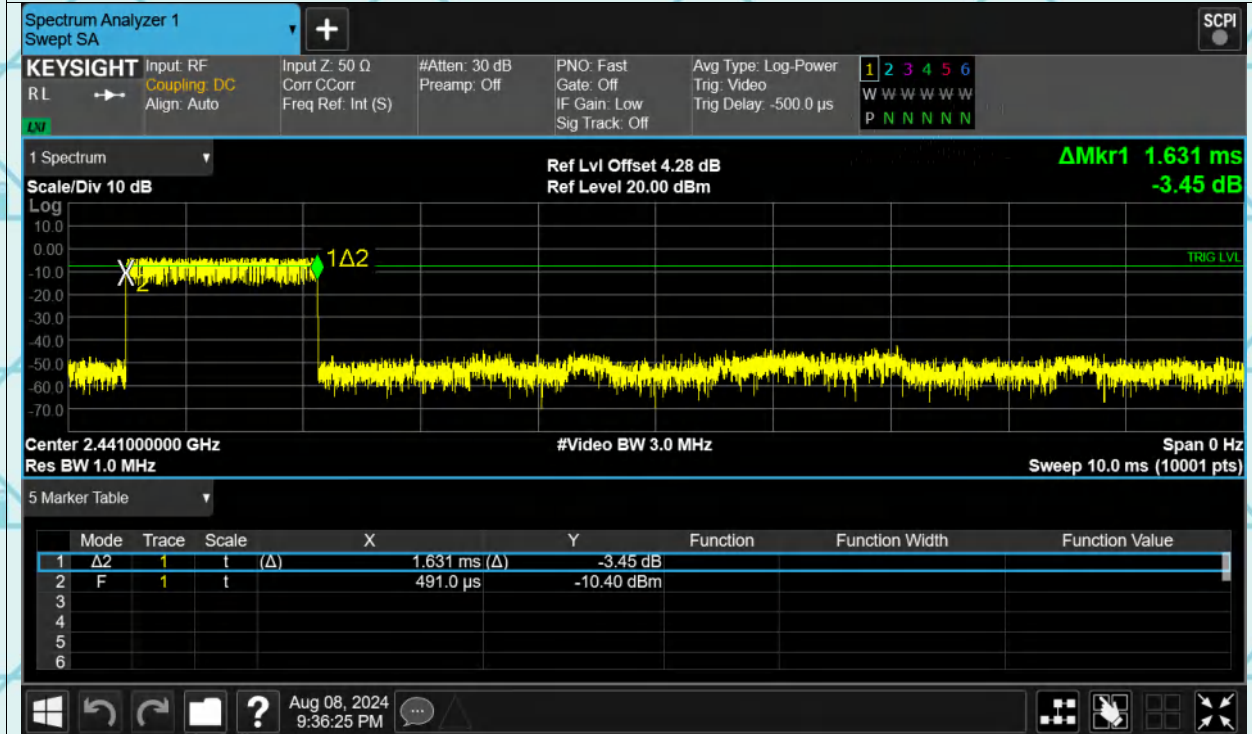 Spectrum Analyzer 1
Swept SA
+
SCPI
KEYSIGHT
RL
LXI
Input: RF
Coupling: DC
Align: Auto
Input Z: 50 Ω
Corr CCorr
Freq Ref: Int (S)
#Atten: 30 dB
Preamp: Off
PNO: Fast
Gate: Off
IF Gain: Low
Sig Track: Off
Avg Type: Log-Power
Trig: Video
Trig Delay: -500.0 µs
1 2 3 4 5 6
W W W W W W
P N N N N N
1 Spectrum
Scale/Div 10 dB
Ref Lvl Offset 4.28 dB
Ref Level 20.00 dBm
ΔMkr1 1.631 ms
-3.45 dB
Log
10.0
0.00
-10.0
-20.0
-30.0
-40.0
-50.0
-60.0
-70.0
X
2
1Δ2
TRIG LVL
Center 2.441000000 GHz
#Video BW 3.0 MHz
Span 0 Hz
Res BW 1.0 MHz
Sweep 10.0 ms (10001 pts)
5 Marker Table
Mode Trace Scale X Y Function Function Width Function Value
1 Δ2 1 t (Δ) 1.631 ms (Δ) -3.45 dB
2 F 1 t 491.0 µs -10.40 dBm
3
4
5
6
?
Aug 08, 2024
9:36:25 PM